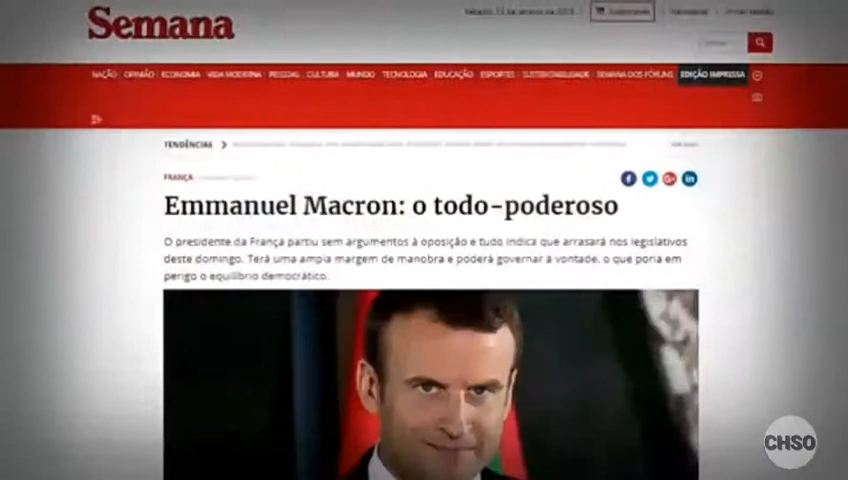 Semana
NAÇÃO OPINIÃO ECONOMIA VIDA MODERNA PESSOAS CULTURA MUNDO TECNOLOGIA EDUCAÇÃO ESPORTES SUSTENTABILIDADE SEMANA DOS FÓRUNS EDIÇÃO IMPRESSA
TENDÊNCIAS
FRANÇA
Emmanuel Macron: o todo-poderoso
O presidente da França partiu sem argumentos à oposição e tudo indica que arrasará nos legislativos
deste domingo. Terá uma ampla margem de manobra e poderá governar à vontade, o que poria em
perigo o equilíbrio democrático.
CHSO